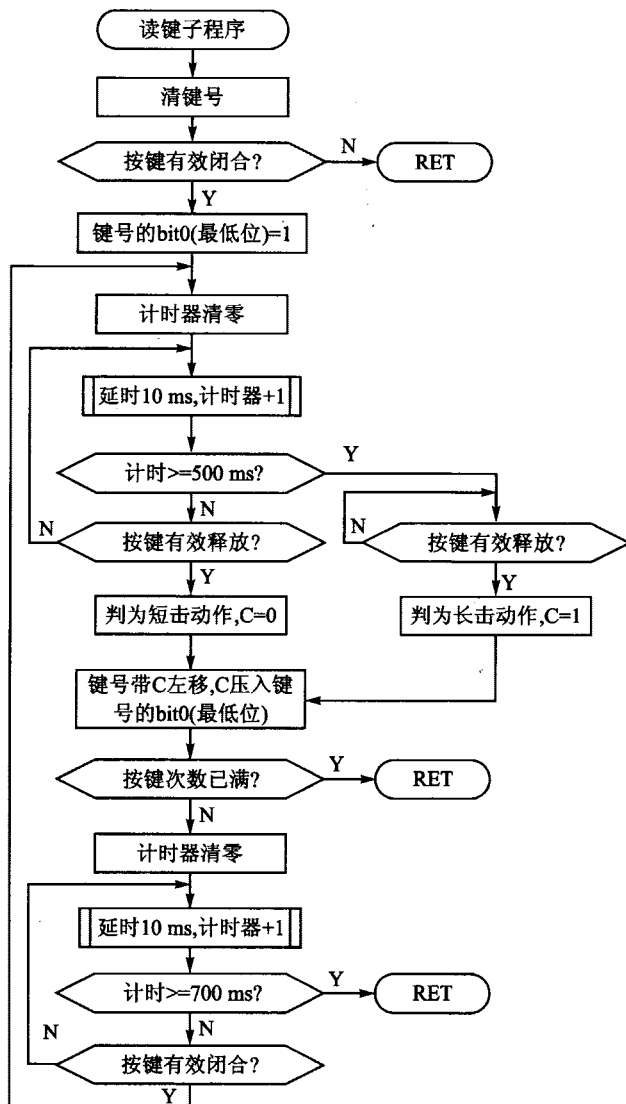 读键子程序
清键号
按键有效闭合?
N
RET
Y
键号的bit0(最低位)=1
计时器清零
延时10 ms,计时器+1
计时>=500 ms?
Y
N
N
按键有效释放?
N
按键有效释放?
Y
Y
判为短击动作,C=0
判为长击动作,C=1
键号带C左移,C压入键
号的bit0(最低位)
按键次数已满?
Y
RET
N
计时器清零
延时10 ms,计时器+1
计时>=700 ms?
Y
RET
N
N
按键有效闭合?
Y